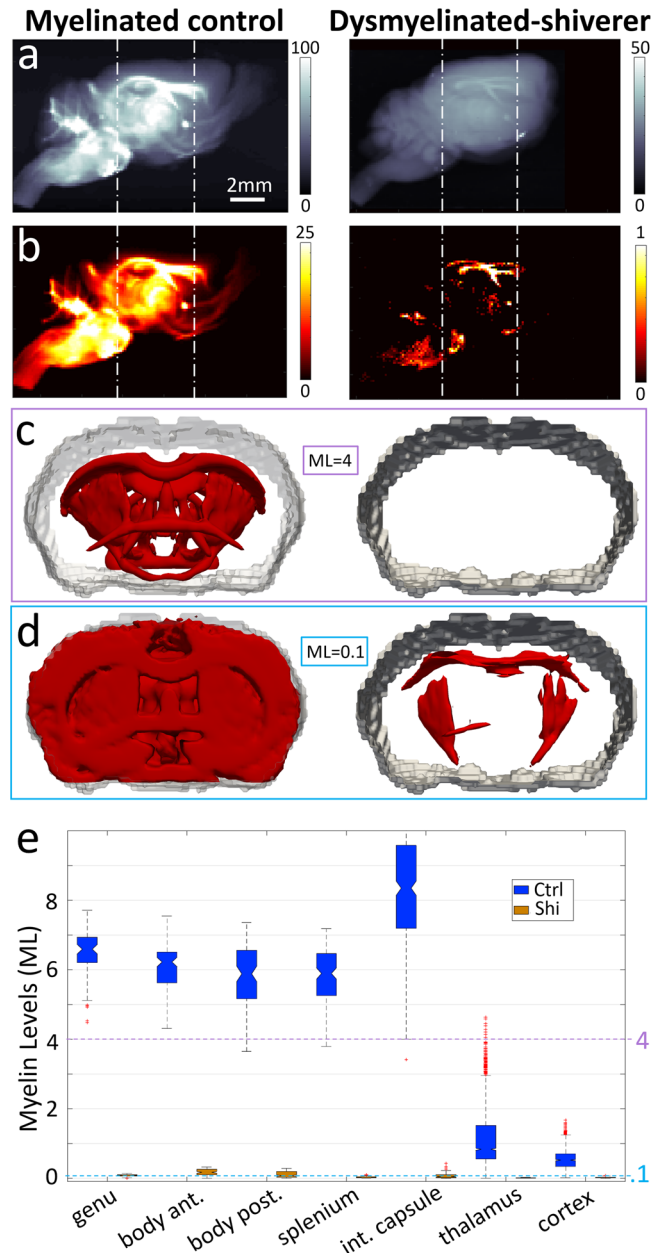 Myelinated control
Dysmyelinated-shiverer
a
100
0
2mm
50
0
b
25
0
1
0
c
ML=4
d
ML=0.1
e
Myelin Levels (ML)
8
6
4
2
0
Ctrl
Shi
4
.1
genu
body ant.
body post.
splenium
int. capsule
thalamus
cortex